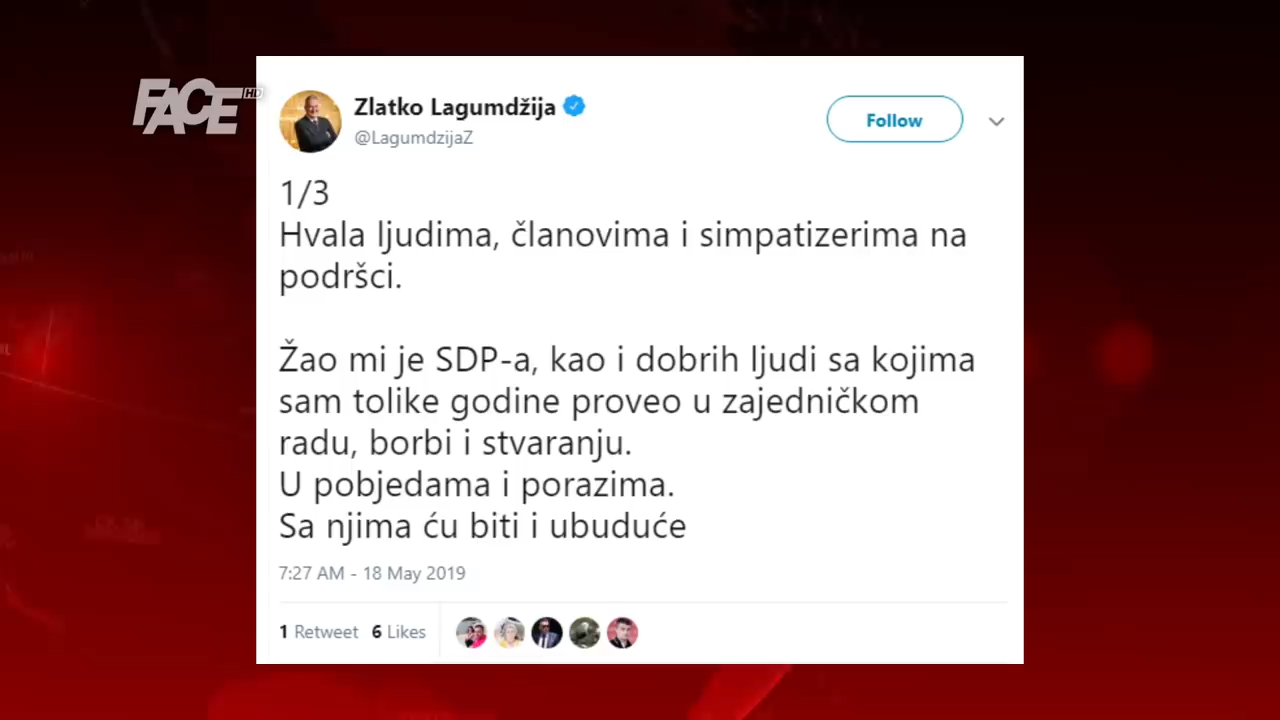 FACE HD
Zlatko Lagumdžija
@LagumdzijaZ
Follow
1/3
Hvala ljudima, članovima i simpatizerima na
podršci.
Žao mi je SDP-a, kao i dobrih ljudi sa kojima
sam tolike godine proveo u zajedničkom
radu, borbi i stvaranju.
U pobjedama i porazima.
Sa njima ću biti i ubuduće
7:27 AM - 18 May 2019
1 Retweet 6 Likes